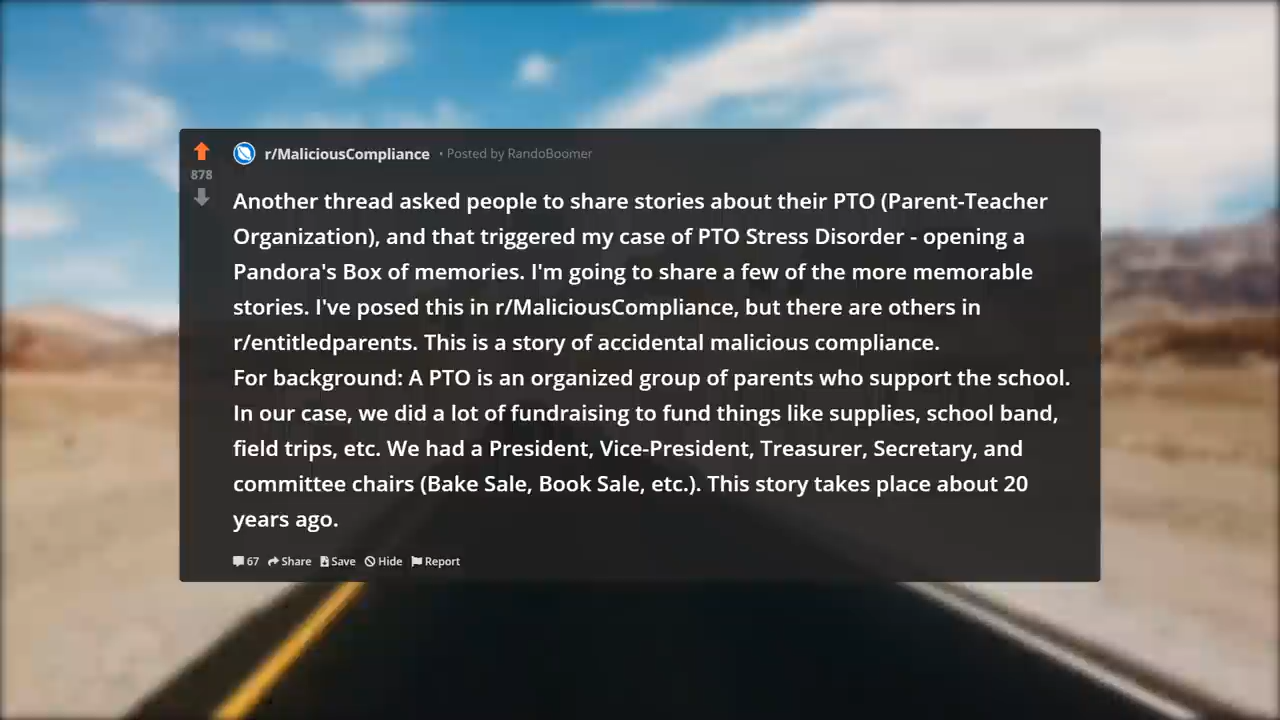 r/MaliciousCompliance • Posted by RandoBoomer
878
Another thread asked people to share stories about their PTO (Parent-Teacher
Organization), and that triggered my case of PTO Stress Disorder - opening a
Pandora's Box of memories. I'm going to share a few of the more memorable
stories. I've posed this in r/MaliciousCompliance, but there are others in
r/entitledparents. This is a story of accidental malicious compliance.
For background: A PTO is an organized group of parents who support the school.
In our case, we did a lot of fundraising to fund things like supplies, school band,
field trips, etc. We had a President, Vice-President, Treasurer, Secretary, and
committee chairs (Bake Sale, Book Sale, etc.). This story takes place about 20
years ago.
67 Share Save Hide Report